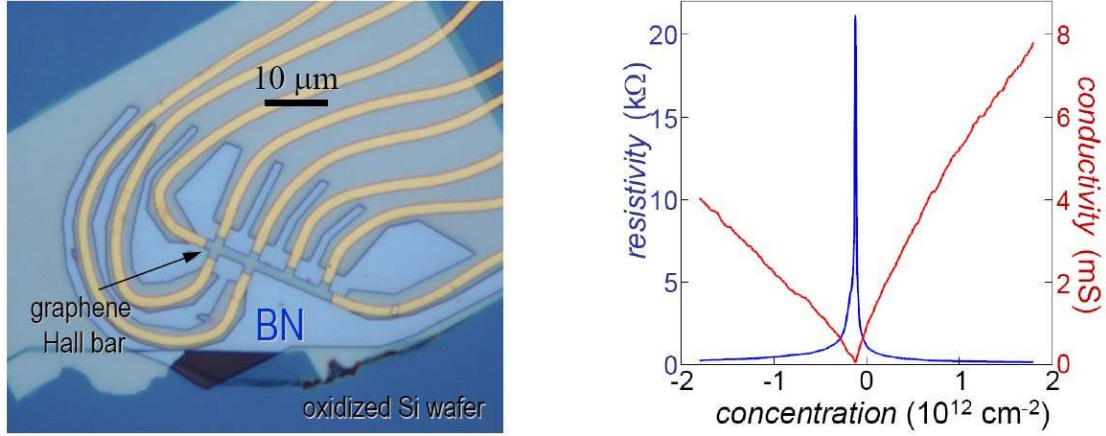 10 μm
graphene
Hall bar
BN
oxidized Si wafer
resistivity (kΩ)
20
15
10
5
0
conductivity (mS)
8
6
4
2
0
-2
-1
0
1
2
concentration (10¹² cm⁻²)